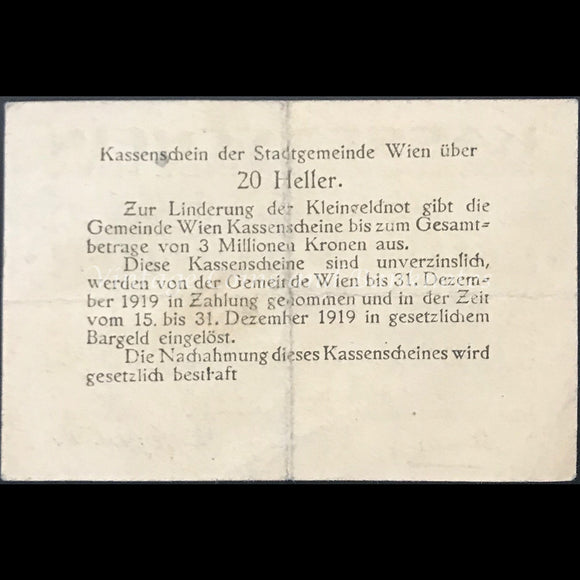 Kassenschein der Stadtgemeinde Wien über
20 Heller.
Zur Linderung der Kleingeldnot gibt die
Gemeinde Wien Kassenscheine bis zum Gesamt=
betrage von 3 Millionen Kronen aus.
Diese Kassenscheine sind unverzinslich,
werden von der Gemeinde Wien bis 31. Dezem=
ber 1919 in Zahlung genommen und in der Zeit
vom 15. bis 31. Dezember 1919 in gesetzlichem
Bargeld eingelöst.
Die Nachahmung dieses Kassenscheines wird
gesetzlich bestraft